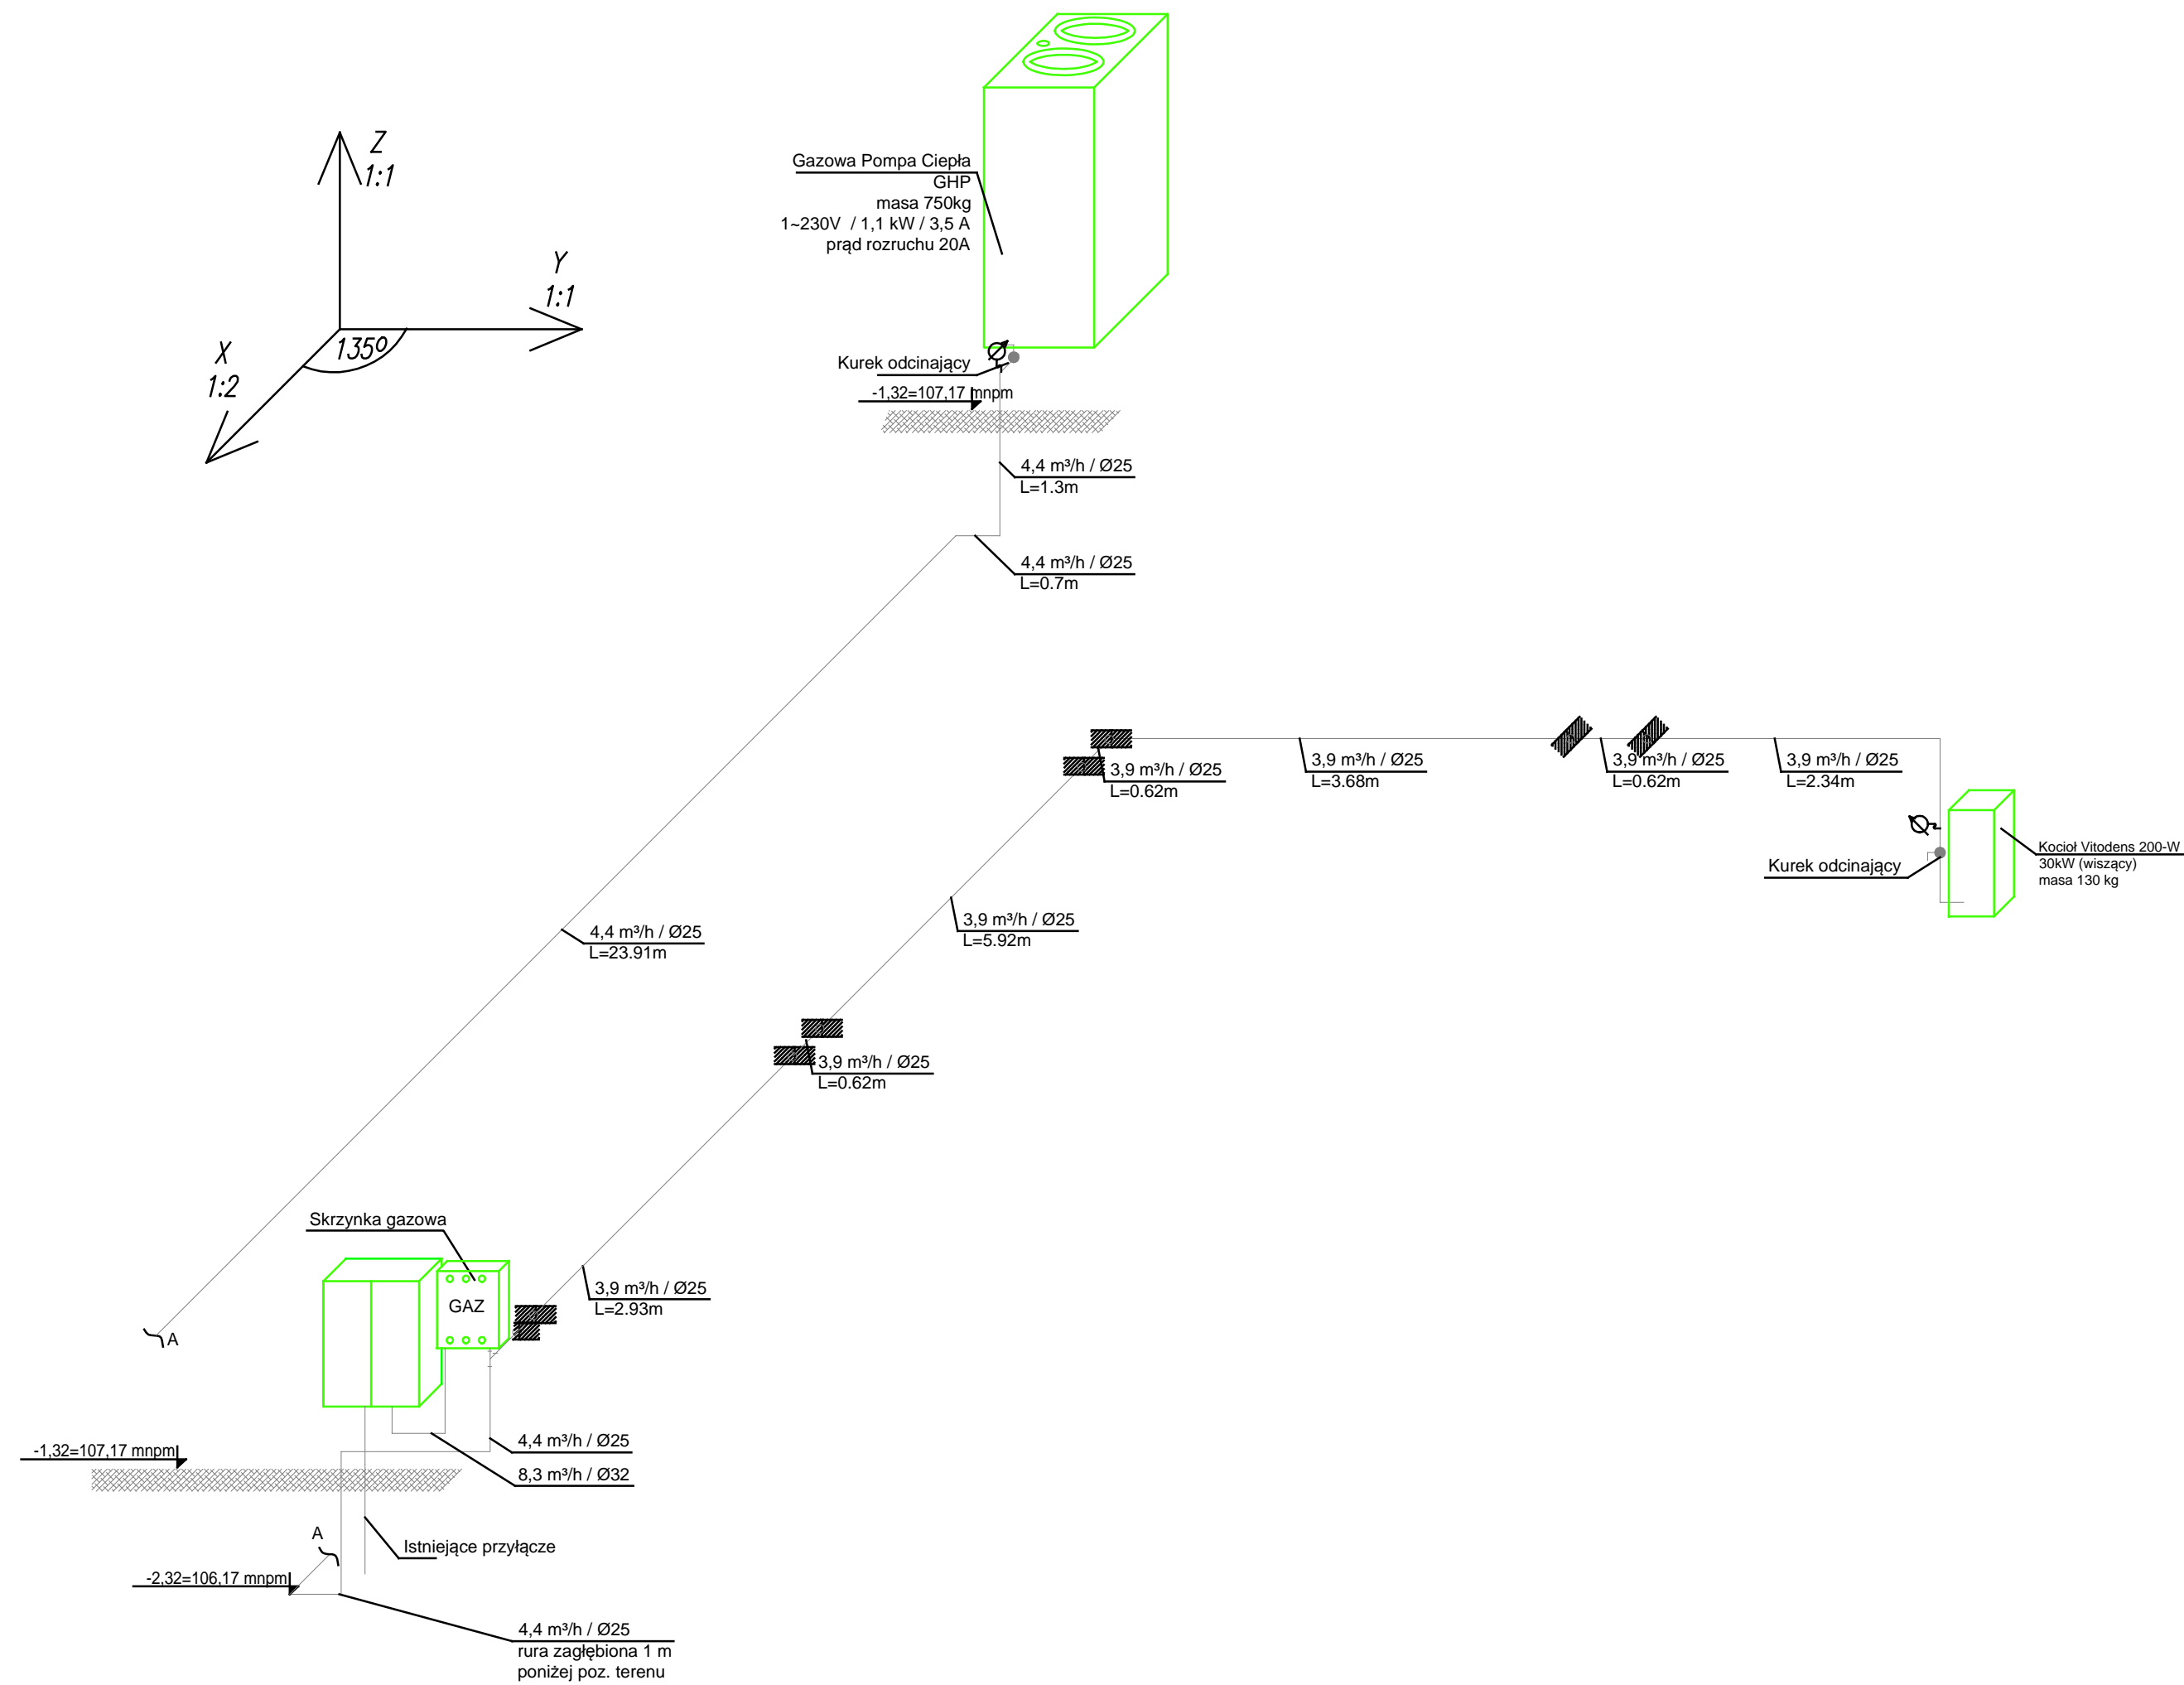 Z
1:1
Y
1:1
X
1:2
135º
Gazowa Pompa Ciepła
GHP
masa 750kg
1~230V / 1,1 kW / 3,5 A
prąd rozruchu 20A
Kurek odcinający
-1,32=107,17 mnpm
4,4 m³/h / Ø25
L=1.3m
4,4 m³/h / Ø25
L=0.7m
3,9 m³/h / Ø25
L=0.62m
3,9 m³/h / Ø25
L=3.68m
3,9 m³/h / Ø25
L=0.62m
3,9 m³/h / Ø25
L=2.34m
Kurek odcinający
Kocioł Vitodens 200-W
30kW (wiszący)
masa 130 kg
4,4 m³/h / Ø25
L=23.91m
3,9 m³/h / Ø25
L=5.92m
3,9 m³/h / Ø25
L=0.62m
Skrzynka gazowa
GAZ
3,9 m³/h / Ø25
L=2.93m
A
-1,32=107,17 mnpm
4,4 m³/h / Ø25
8,3 m³/h / Ø32
A
Istniejące przyłącze
-2,32=106,17 mnpm
4,4 m³/h / Ø25
rura zagłębiona 1 m
poniżej poz. terenu